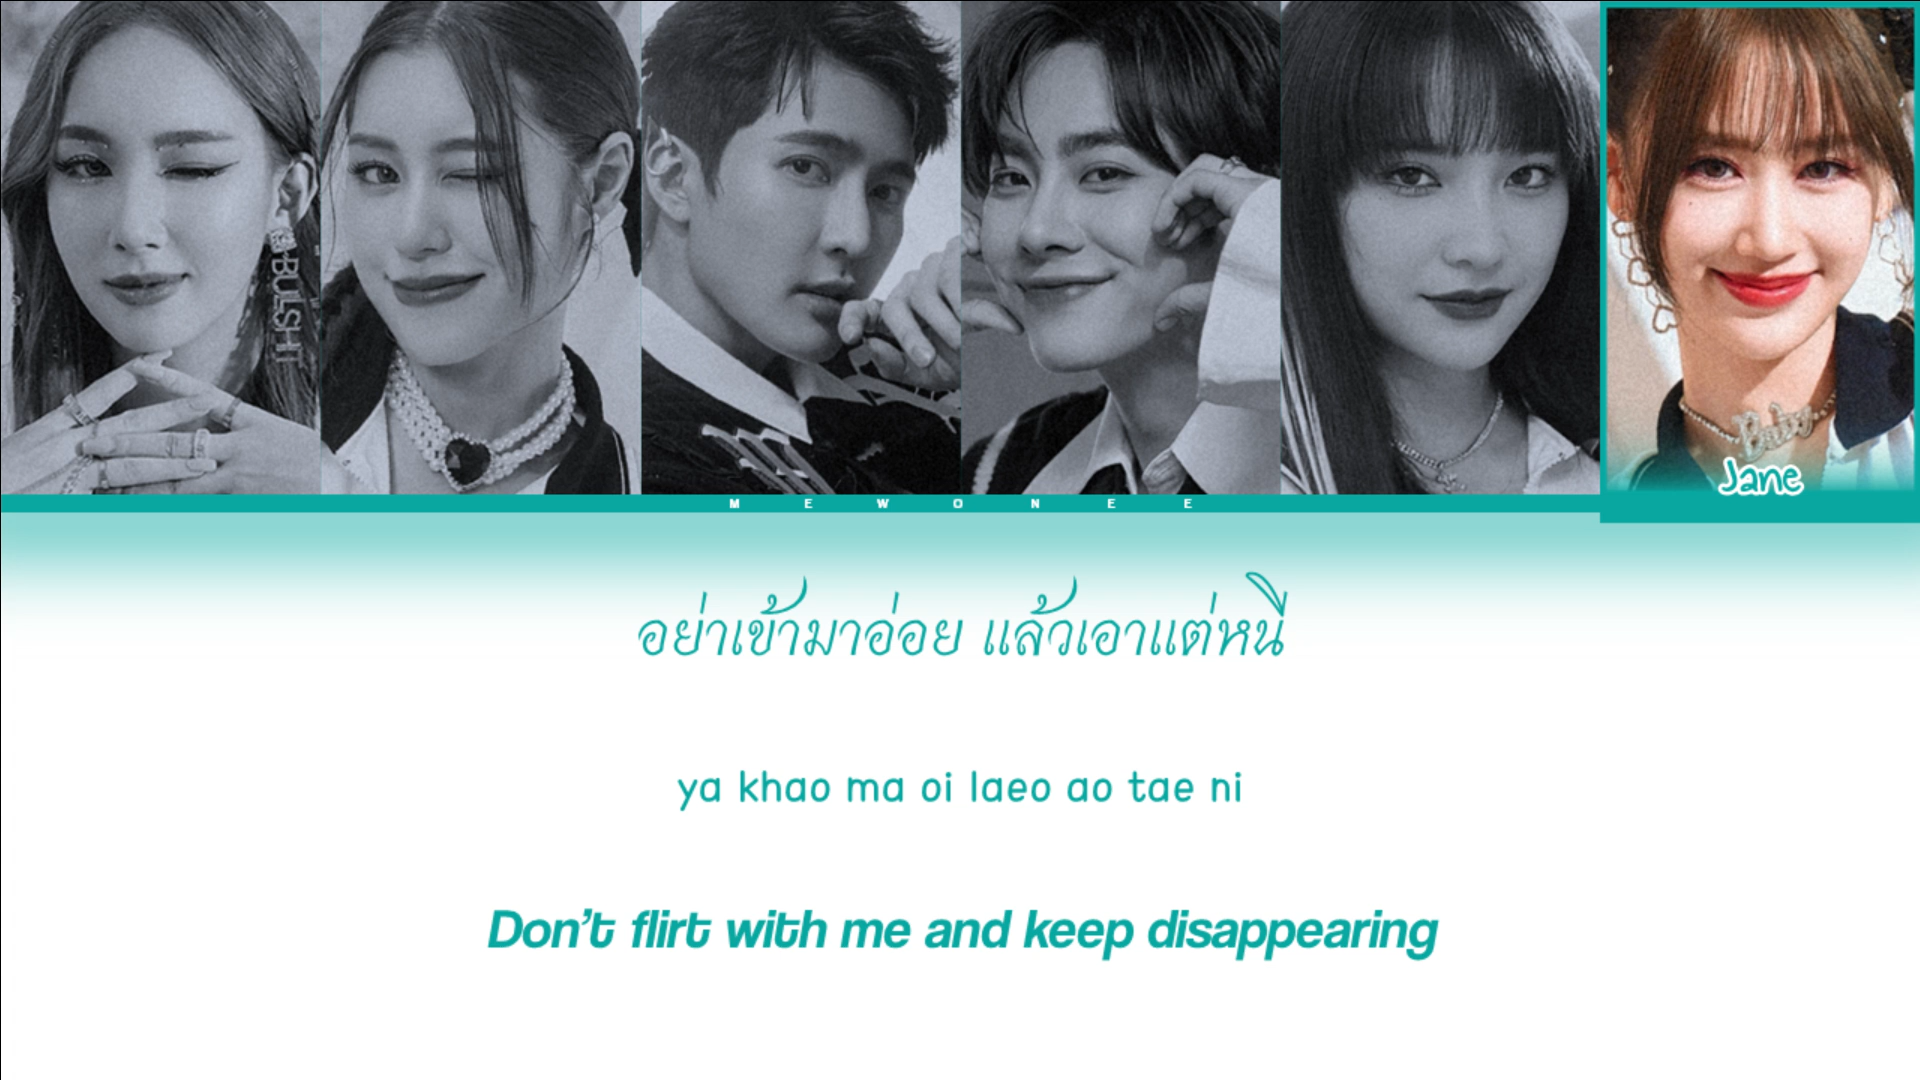 BULLSHIT
Baby
Jane
MEWONEE
อย่าเข้ามาอ่อย แล้วเอาแต่หนี
ya khao ma oi laeo ao tae ni
Don't flirt with me and keep disappearing